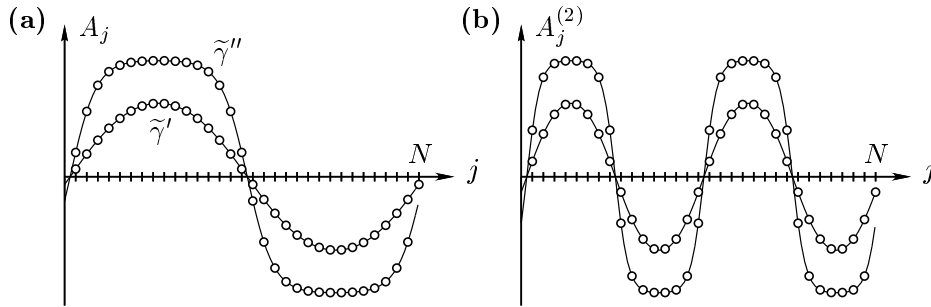 (a) A_j
γ̃''
γ̃'
N
j
(b) A_j^{(2)}
N
j